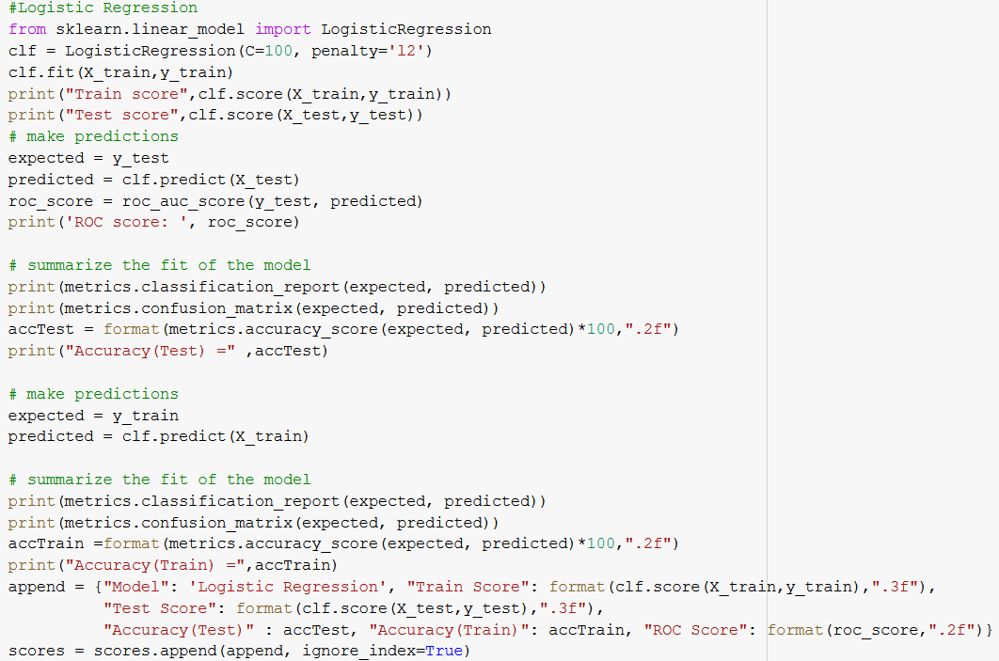 #Logistic Regression
from sklearn.linear_model import LogisticRegression
clf = LogisticRegression(C=100, penalty='l2')
clf.fit(X_train,y_train)
print("Train score",clf.score(X_train,y_train))
print("Test score",clf.score(X_test,y_test))
# make predictions
expected = y_test
predicted = clf.predict(X_test)
roc_score = roc_auc_score(y_test, predicted)
print('ROC score: ', roc_score)

# summarize the fit of the model
print(metrics.classification_report(expected, predicted))
print(metrics.confusion_matrix(expected, predicted))
accTest = format(metrics.accuracy_score(expected, predicted)*100,".2f")
print("Accuracy(Test) =" ,accTest)

# make predictions
expected = y_train
predicted = clf.predict(X_train)

# summarize the fit of the model
print(metrics.classification_report(expected, predicted))
print(metrics.confusion_matrix(expected, predicted))
accTrain =format(metrics.accuracy_score(expected, predicted)*100,".2f")
print("Accuracy(Train) =",accTrain)
append = {"Model": 'Logistic Regression', "Train Score": format(clf.score(X_train,y_train),".3f"),
          "Test Score": format(clf.score(X_test,y_test),".3f"),
          "Accuracy(Test)" : accTest, "Accuracy(Train)": accTrain, "ROC Score": format(roc_score,".2f")}
scores = scores.append(append, ignore_index=True)